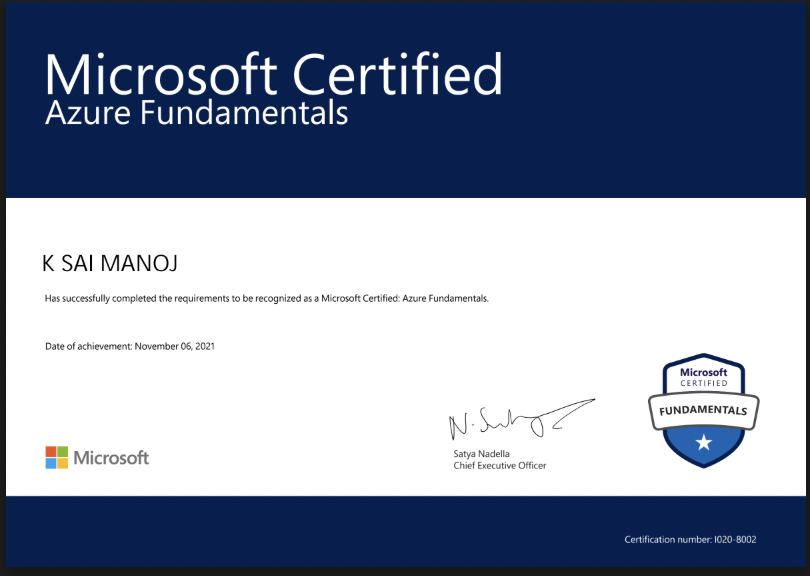 Microsoft Certified
Azure Fundamentals
K SAI MANOJ
Has successfully completed the requirements to be recognized as a Microsoft Certified: Azure Fundamentals.
Date of achievement: November 06, 2021
Microsoft
CERTIFIED
FUNDAMENTALS
N. Satya
Satya Nadella
Chief Executive Officer
Microsoft
Certification number: I020-8002